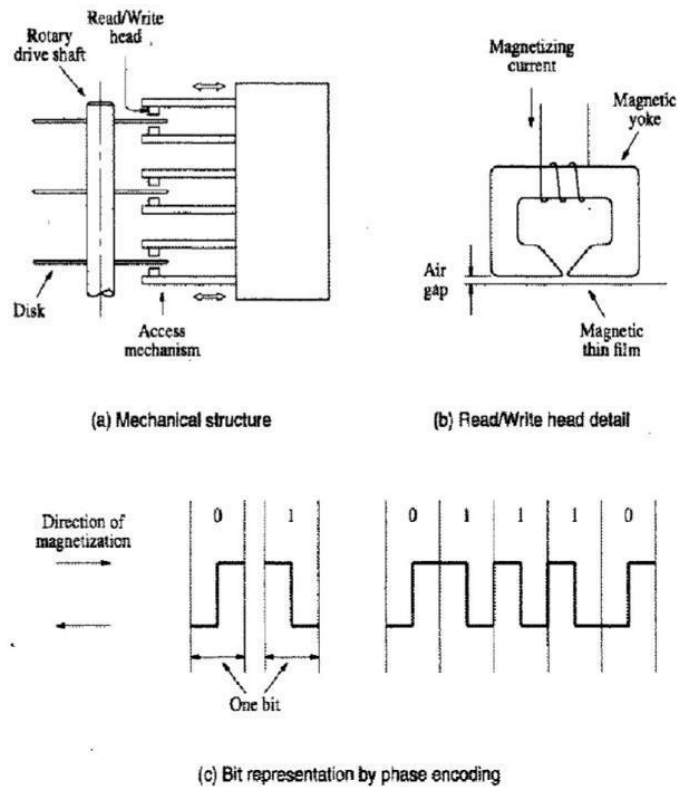 Read/Write
head
Rotary
drive shaft
Disk
Access
mechanism
(a) Mechanical structure
Magnetizing
current
Magnetic
yoke
Air
gap
Magnetic
thin film
(b) Read/Write head detail
Direction of
magnetization
0 1 0 1 1 1 0
One bit
(c) Bit representation by phase encoding